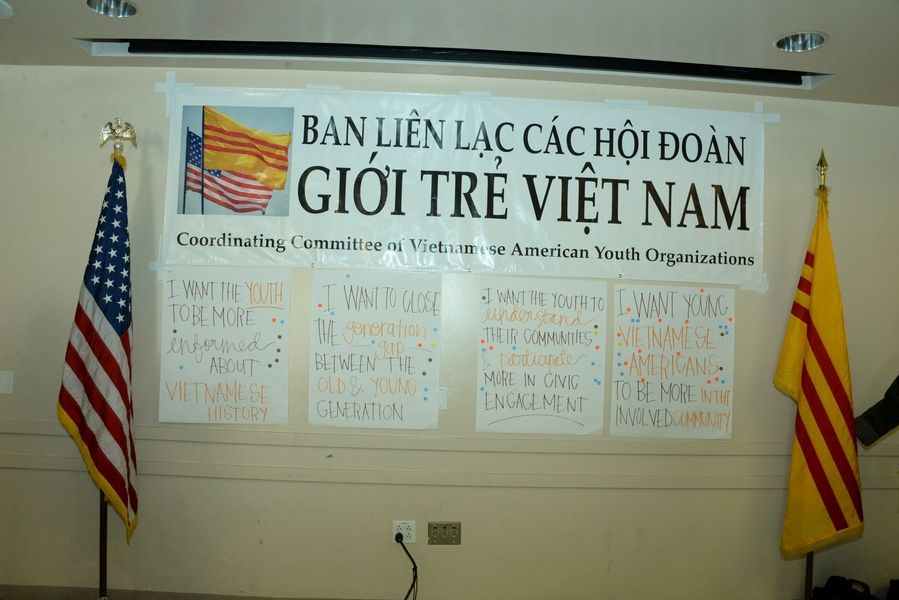 BAN LIÊN LẠC CÁC HỘI ĐOÀN
GIỚI TRẺ VIỆT NAM
Coordinating Committee of Vietnamese American Youth Organizations
I WANT THE YOUTH
TO BE MORE
informed
ABOUT
VIETNAMESE
HISTORY
I WANT TO CLOSE
THE generation
gap
BETWEEN THE
OLD & YOUNG
GENERATION
I WANT THE YOUTH TO
understand
THEIR COMMUNITIES
& participate
MORE IN CIVIC
ENGAGEMENT.
I WANT YOUNG
VIETNAMESE
AMERICANS
TO BE MORE IN THE
INVOLVED COMMUNITY